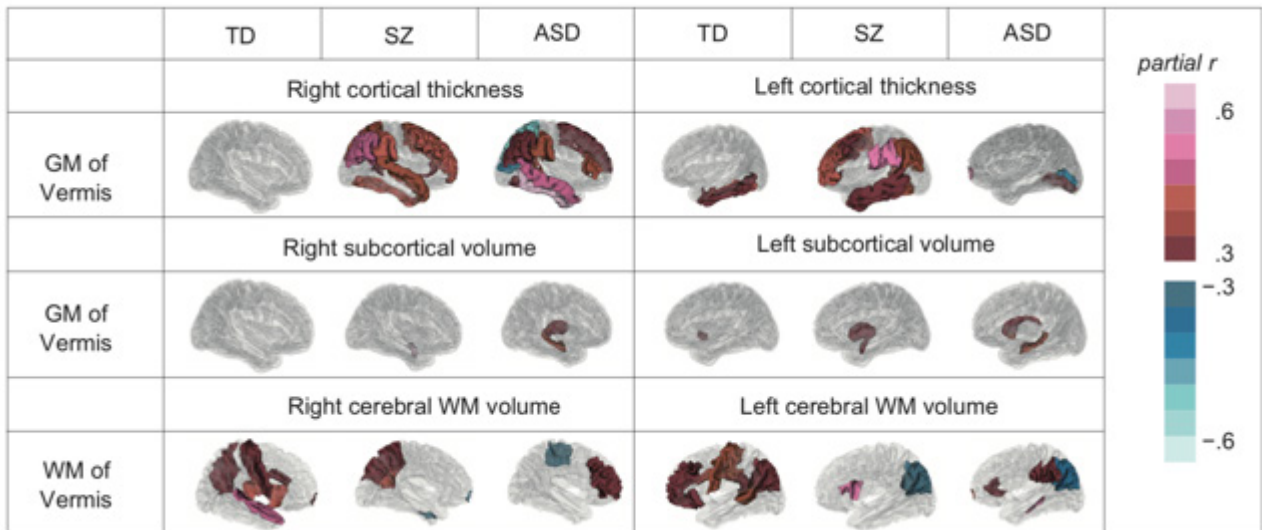 TD SZ ASD TD SZ ASD
partial r
Right cortical thickness Left cortical thickness
.6
GM of
Vermis
Right subcortical volume Left subcortical volume
.3
−.3
GM of
Vermis
Right cerebral WM volume Left cerebral WM volume
−.6
WM of
Vermis